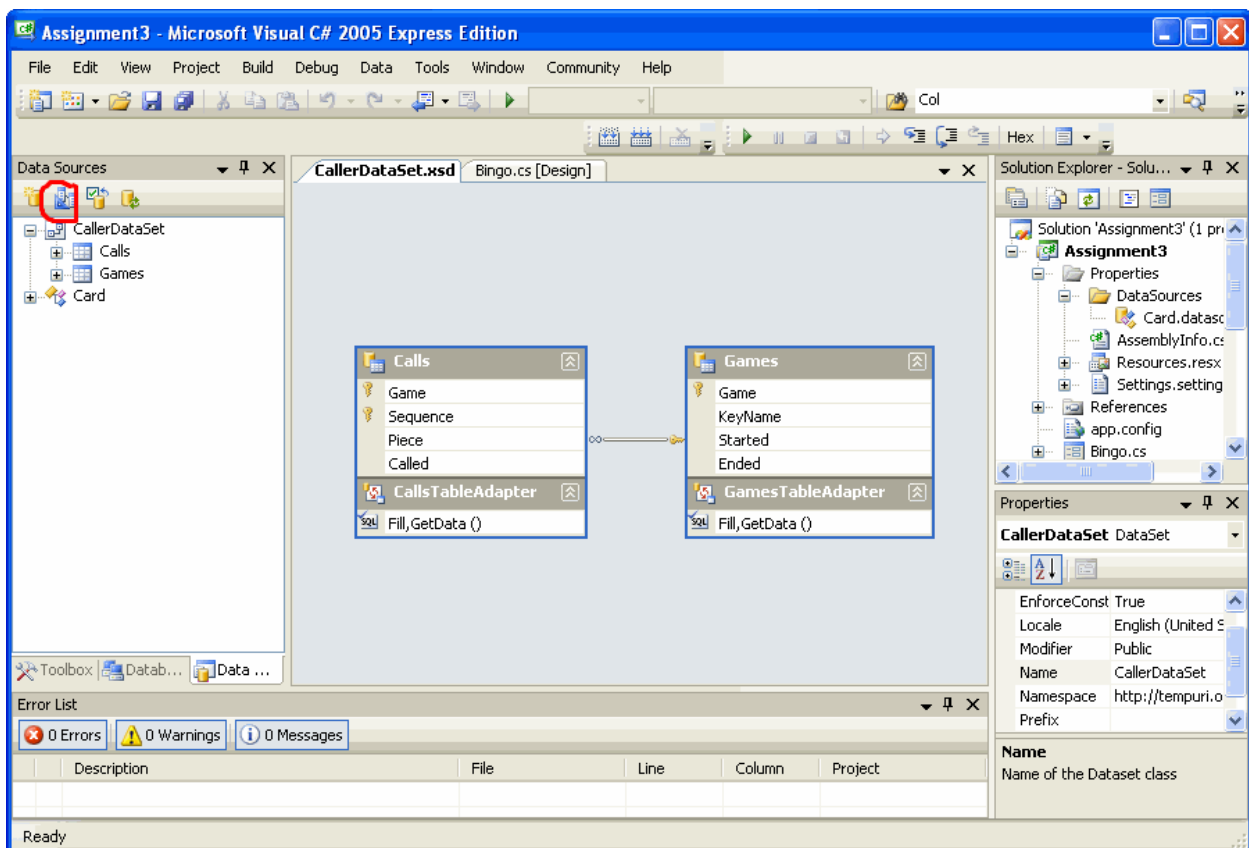 Assignment3 - Microsoft Visual C# 2005 Express Edition
File Edit View Project Build Debug Data Tools Window Community Help
Col
Hex
Data Sources
CallerDataSet
Calls
Games
Card
Toolbox Datab... Data ...
CallerDataSet.xsd Bingo.cs [Design]
Calls
Game
Sequence
Piece
Called
CallsTableAdapter
SQL Fill,GetData ()
Games
Game
KeyName
Started
Ended
GamesTableAdapter
SQL Fill,GetData ()
Solution Explorer - Solu...
Solution 'Assignment3' (1 pr
Assignment3
Properties
DataSources
Card.datasc
AssemblyInfo.cs
Resources.resx
Settings.setting
References
app.config
Bingo.cs
Properties
CallerDataSet DataSet
EnforceConst True
Locale English (United S
Modifier Public
Name CallerDataSet
Namespace http://tempuri.o
Prefix
Name
Name of the Dataset class
Error List
0 Errors 0 Warnings 0 Messages
Description File Line Column Project
Ready